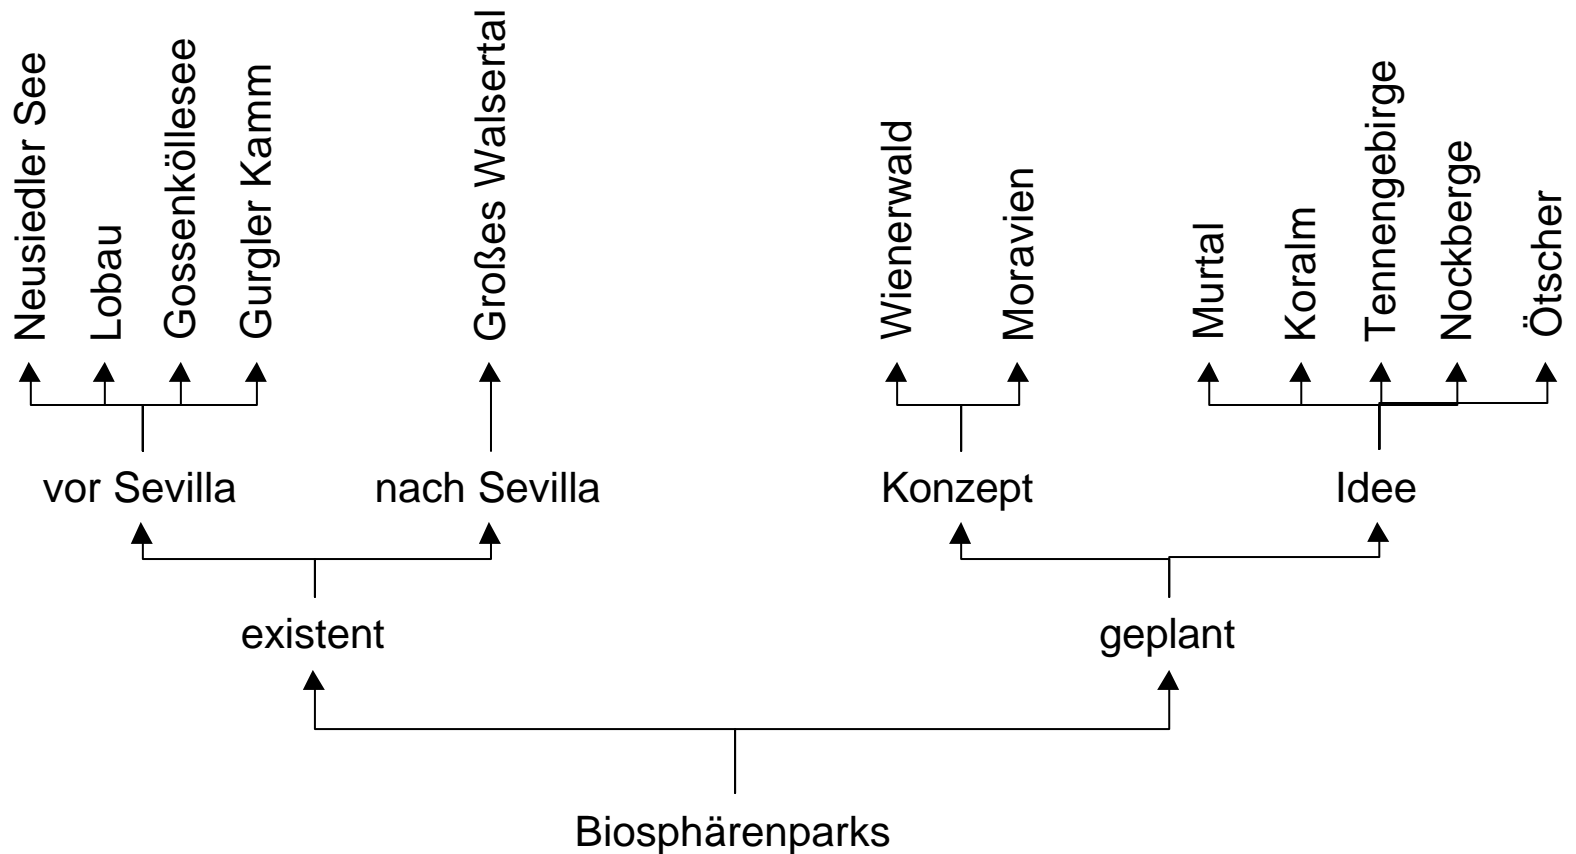 Neusiedler See
Lobau
Gossenköllesee
Gurgler Kamm
Großes Walsertal
Wienerwald
Moravien
Murtal
Koralm
Tennengebirge
Nockberge
Ötscher
vor Sevilla
nach Sevilla
Konzept
Idee
existent
geplant
Biosphärenparks